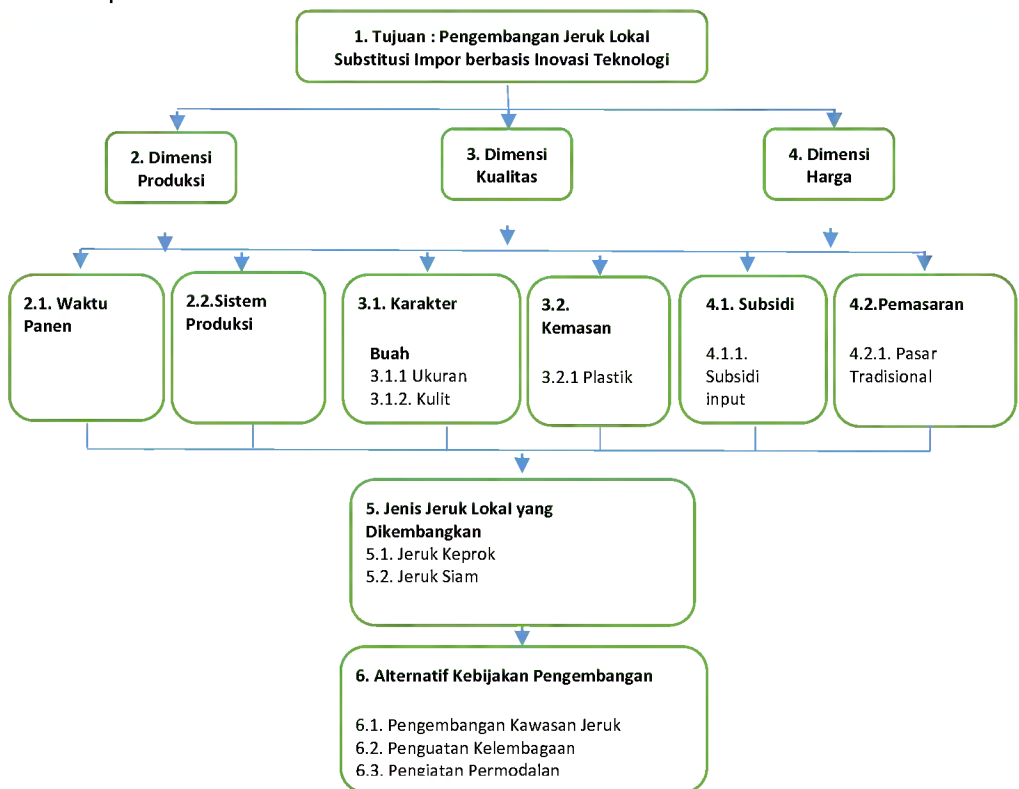 1. Tujuan : Pengembangan Jeruk Lokal
Substitusi Impor berbasis Inovasi Teknologi
2. Dimensi
Produksi
3. Dimensi
Kualitas
4. Dimensi
Harga
2.1. Waktu
Panen
2.2.Sistem
Produksi
3.1. Karakter
Buah
3.1.1 Ukuran
3.1.2. Kulit
3.2.
Kemasan
3.2.1 Plastik
4.1. Subsidi
4.1.1.
Subsidi
input
4.2.Pemasaran
4.2.1. Pasar
Tradisional
5. Jenis Jeruk Lokal yang
Dikembangkan
5.1. Jeruk Keprok
5.2. Jeruk Siam
6. Alternatif Kebijakan Pengembangan
6.1. Pengembangan Kawasan Jeruk
6.2. Penguatan Kelembagaan
6.3. Pengiatan Permodalan